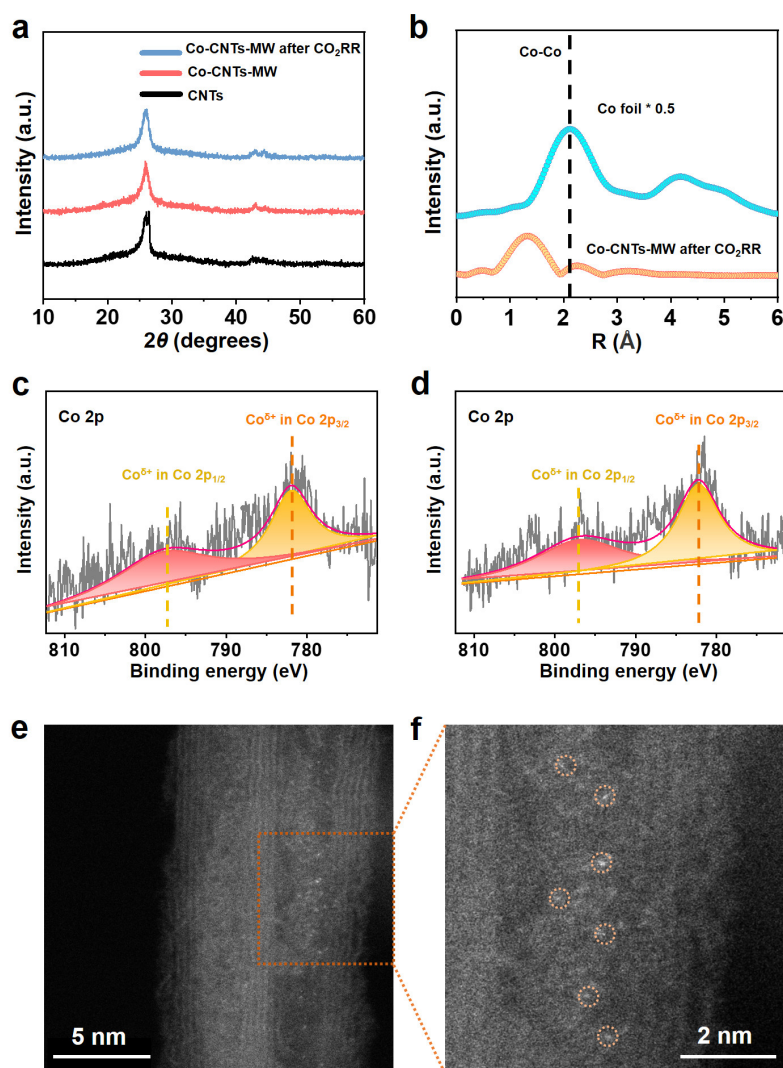 a
Co-CNTs-MW after CO₂RR
Co-CNTs-MW
CNTs
Intensity (a.u.)
10 20 30 40 50 60
2θ (degrees)
b
Co-Co
Co foil * 0.5
Co-CNTs-MW after CO₂RR
Intensity (a.u.)
0 1 2 3 4 5 6
R (Å)
c
Co 2p
Co^δ+ in Co 2p₃/₂
Co^δ+ in Co 2p₁/₂
Intensity (a.u.)
810 800 790 780
Binding energy (eV)
d
Co 2p
Co^δ+ in Co 2p₃/₂
Co^δ+ in Co 2p₁/₂
Intensity (a.u.)
810 800 790 780
Binding energy (eV)
e
5 nm
f
2 nm